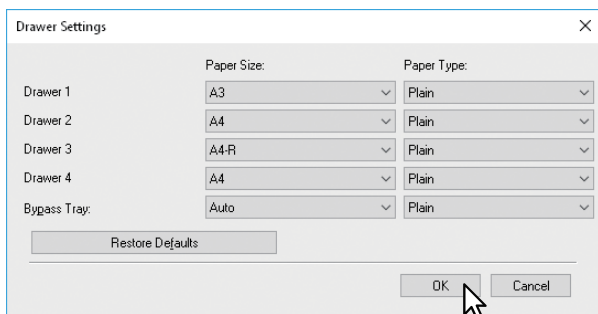 Drawer Settings
Paper Size: Paper Type:
Drawer 1 A3 Plain
Drawer 2 A4 Plain
Drawer 3 A4-R Plain
Drawer 4 A4 Plain
Bypass Tray: Auto Plain
Restore Defaults
OK Cancel